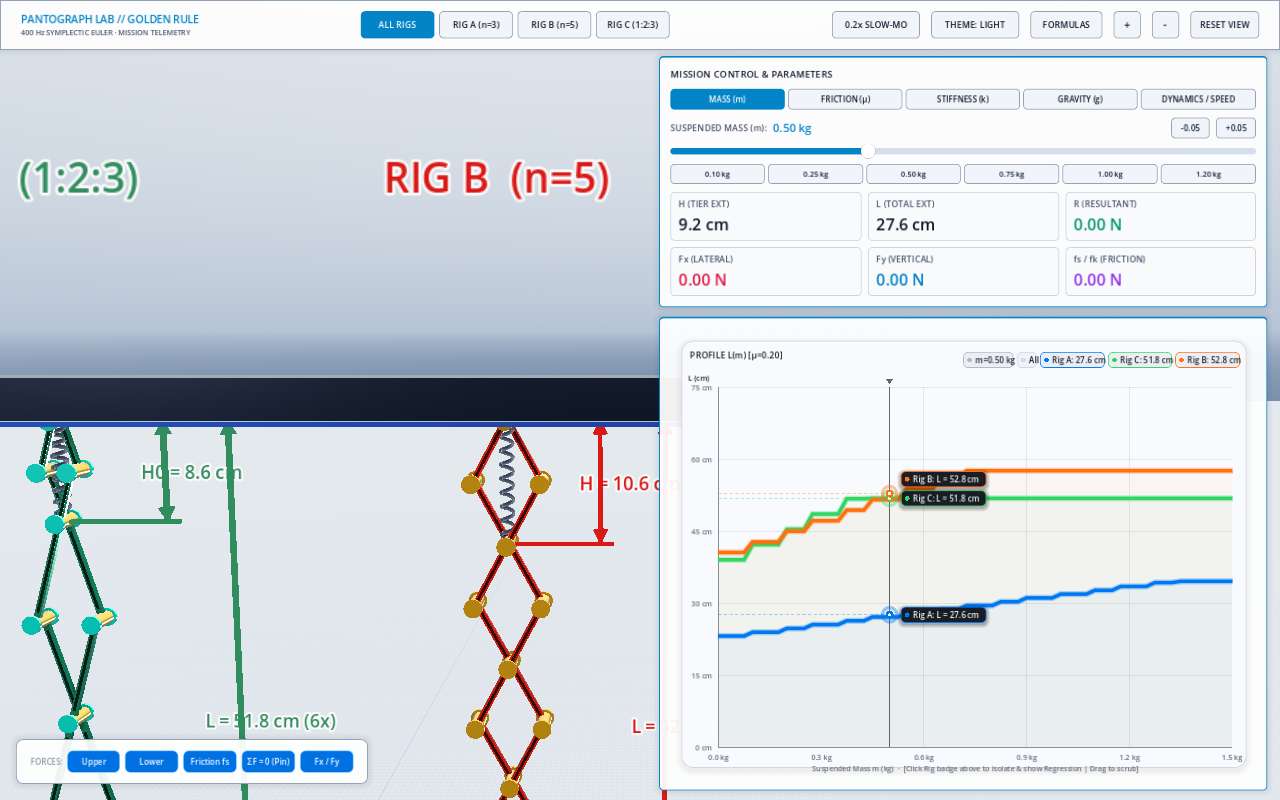 PANTOGRAPH LAB // GOLDEN RULE
400 Hz SYMPLECTIC EULER · MISSION TELEMETRY
ALL RIGS
RIG A (n=3)
RIG B (n=5)
RIG C (1:2:3)
0.2x SLOW-MO
THEME: LIGHT
FORMULAS
+
-
RESET VIEW
(1:2:3)
RIG B (n=5)
H0 = 8.6 cm
H = 10.6 c
L = 51.8 cm (6x)
L =
FORCES:
Upper
Lower
Friction fs
ΣF = 0 (Pin)
Fx / Fy
MISSION CONTROL & PARAMETERS
MASS (m)
FRICTION (μ)
STIFFNESS (k)
GRAVITY (g)
DYNAMICS / SPEED
SUSPENDED MASS (m): 0.50 kg
-0.05
+0.05
0.10 kg
0.25 kg
0.50 kg
0.75 kg
1.00 kg
1.20 kg
H (TIER EXT)
9.2 cm
L (TOTAL EXT)
27.6 cm
R (RESULTANT)
0.00 N
Fx (LATERAL)
0.00 N
Fy (VERTICAL)
0.00 N
fs / fk (FRICTION)
0.00 N
PROFILE L(m) [μ=0.20]
m=0.50 kg
All
Rig A: 27.6 cm
Rig C: 51.8 cm
Rig B: 52.8 cm
L (cm)
75 cm
60 cm
45 cm
30 cm
15 cm
0 cm
Rig B: L = 52.8 cm
Rig C: L = 51.8 cm
Rig A: L = 27.6 cm
0.0 kg
0.3 kg
0.6 kg
0.9 kg
1.2 kg
1.5 kg
Suspended Mass m (kg) · [Click Rig badge above to Isolate & show Regression | Drag to scrub]